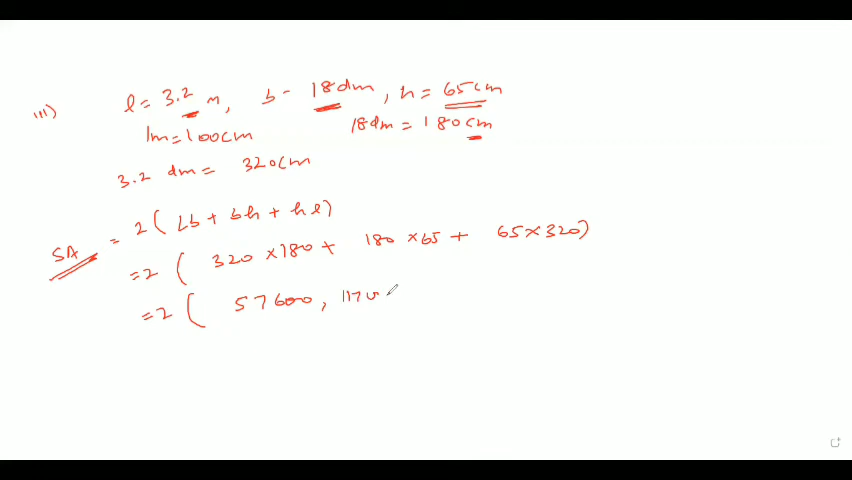 III) l = 3.2 m, b - 18dm, h = 65cm
1m = 100cm 18dm = 180cm
3.2 dm = 320cm
SA = 2 (lb + bh + hl)
= 2 ( 320 × 180 + 180 × 65 + 65 × 320)
= 2 ( 57600, 1170